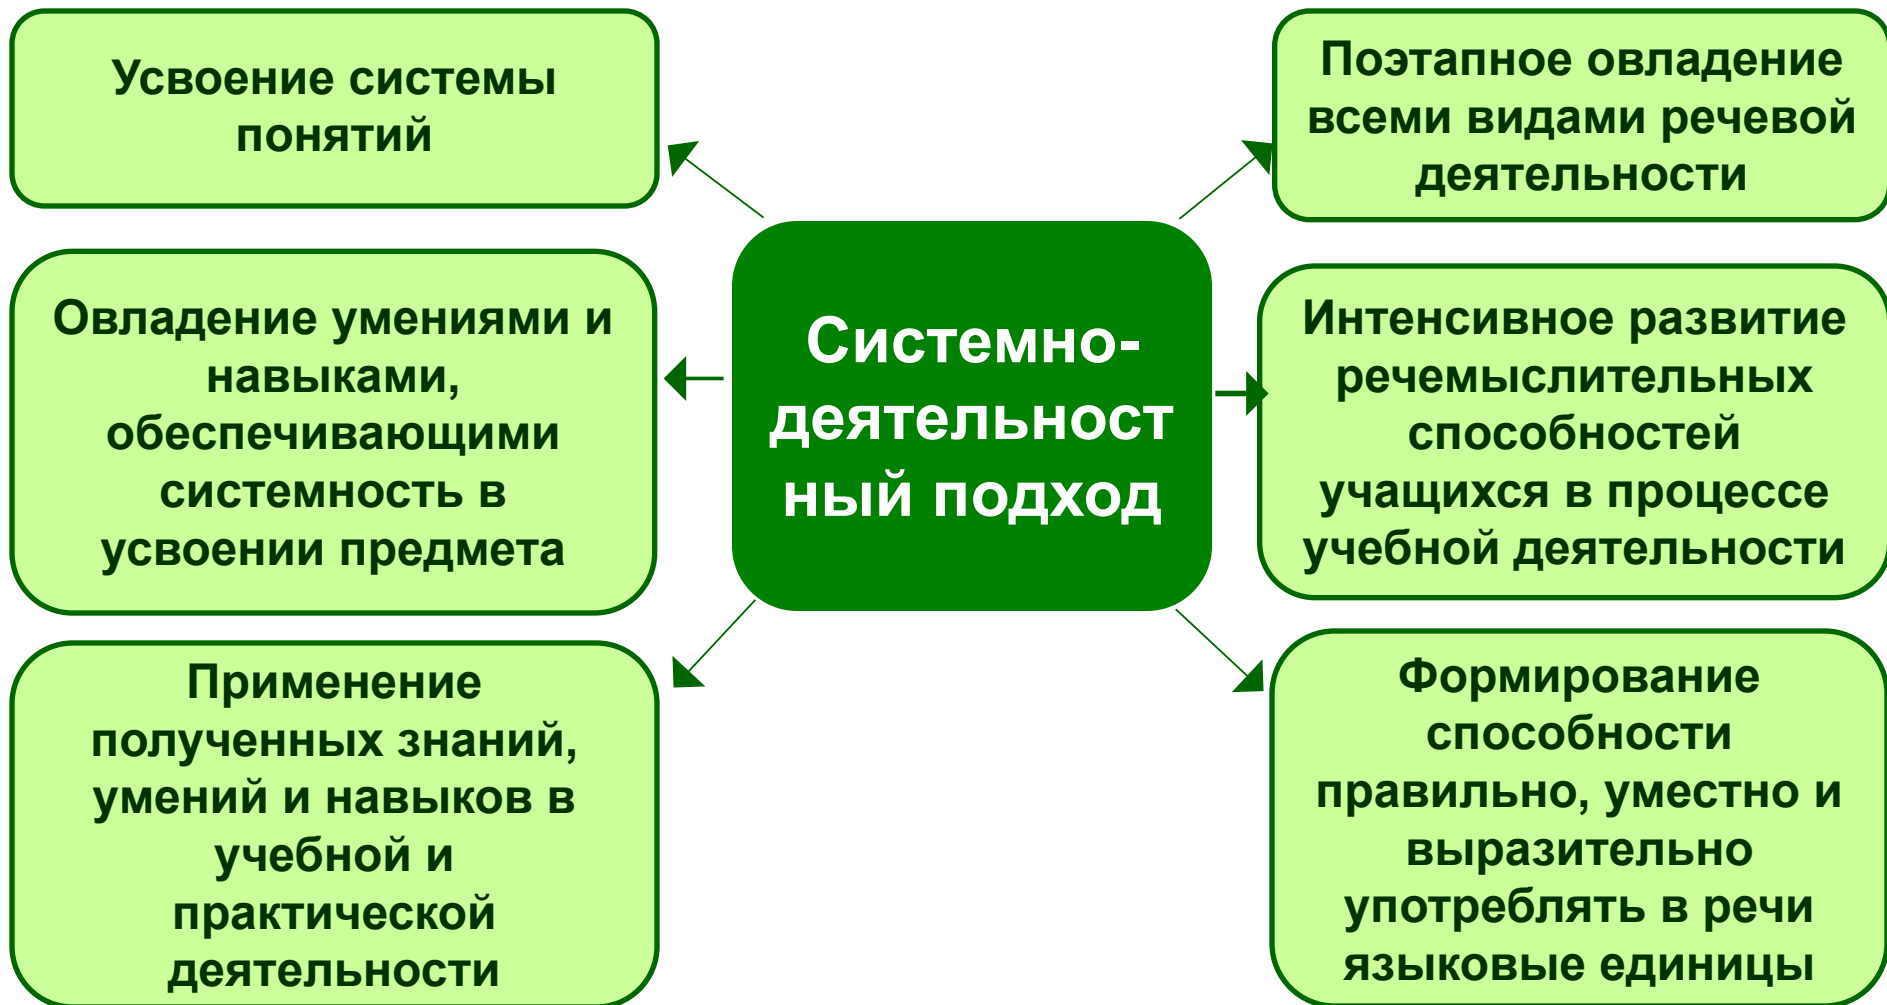 Усвоение системы
понятий
Овладение умениями и
навыками,
обеспечивающими
системность в
усвоении предмета
Применение
полученных знаний,
умений и навыков в
учебной и
практической
деятельности
Системно-
деятельност
ный подход
Поэтапное овладение
всеми видами речевой
деятельности
Интенсивное развитие
речемыслительных
способностей
учащихся в процессе
учебной деятельности
Формирование
способности
правильно, уместно и
выразительно
употреблять в речи
языковые единицы